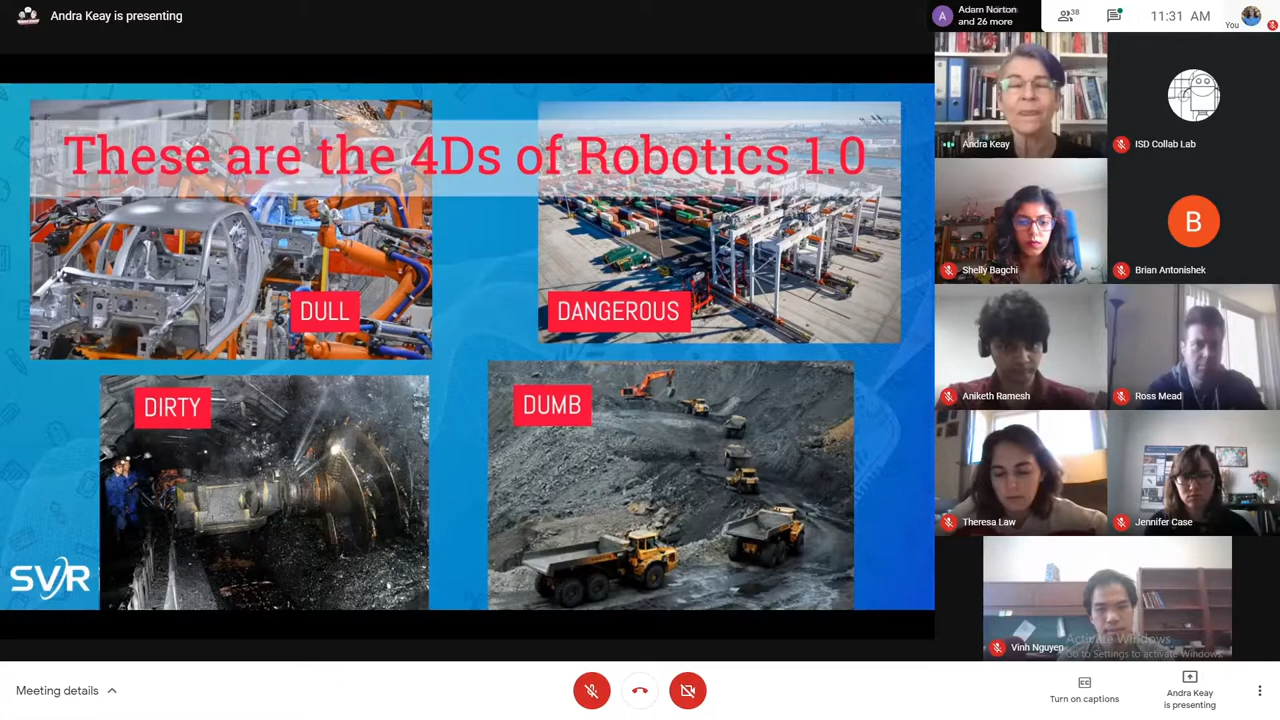 Andra Keay is presenting
Adam Norton
and 26 more
38
11:31 AM
You
A
These are the 4Ds of Robotics 1.0
DULL
DANGEROUS
DIRTY
DUMB
SVR
Andra Keay
ISD Collab Lab
Shelly Bagchi
B
Brian Antonishek
Aniketh Ramesh
Ross Mead
Theresa Law
Jennifer Case
Vinh Nguyen
Activate Windows
Go to Settings to activate Windows.
Meeting details
Turn on captions
Andra Keay
is presenting